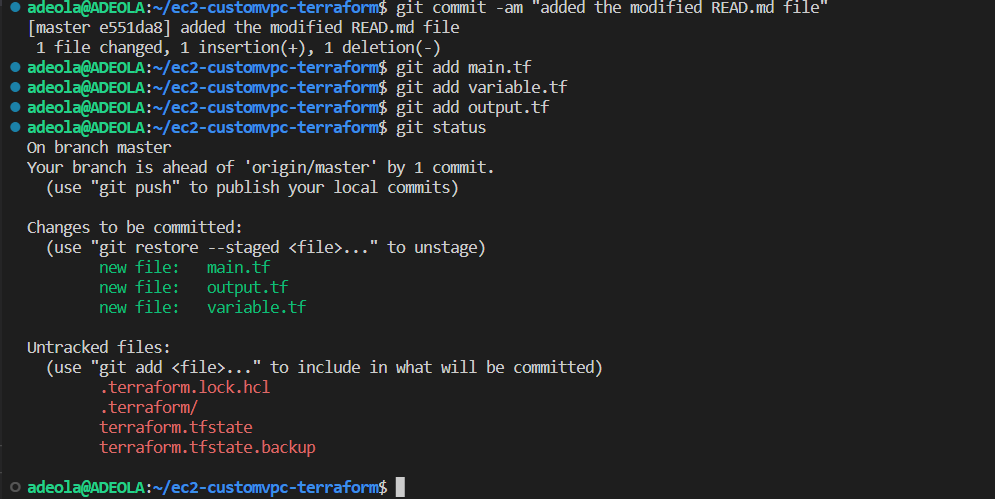 adeola@ADEOLA:~/ec2-customvpc-terraform$ git commit -am "added the modified READ.md file"
[master e551da8] added the modified READ.md file
 1 file changed, 1 insertion(+), 1 deletion(-)
adeola@ADEOLA:~/ec2-customvpc-terraform$ git add main.tf
adeola@ADEOLA:~/ec2-customvpc-terraform$ git add variable.tf
adeola@ADEOLA:~/ec2-customvpc-terraform$ git add output.tf
adeola@ADEOLA:~/ec2-customvpc-terraform$ git status
On branch master
Your branch is ahead of 'origin/master' by 1 commit.
  (use "git push" to publish your local commits)

Changes to be committed:
  (use "git restore --staged <file>..." to unstage)
        new file:   main.tf
        new file:   output.tf
        new file:   variable.tf

Untracked files:
  (use "git add <file>..." to include in what will be committed)
        .terraform.lock.hcl
        .terraform/
        terraform.tfstate
        terraform.tfstate.backup

adeola@ADEOLA:~/ec2-customvpc-terraform$